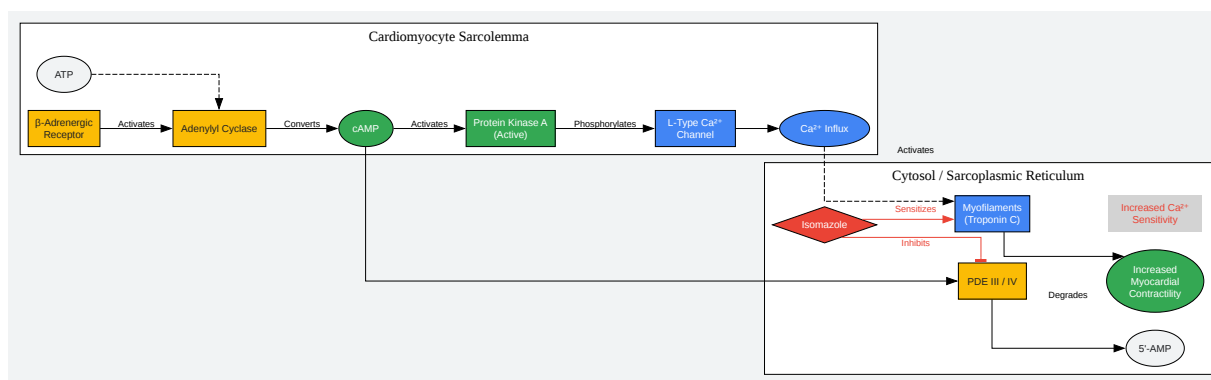 Cardiomyocyte Sarcolemma
ATP
β-Adrenergic
Receptor
Activates
Adenylyl Cyclase
Converts
cAMP
Activates
Protein Kinase A
(Active)
Phosphorylates
L-Type Ca²⁺
Channel
Ca²⁺ Influx
Activates
Cytosol / Sarcoplasmic Reticulum
Isomazole
Sensitizes
Inhibits
Myofilaments
(Troponin C)
Increased Ca²⁺
Sensitivity
PDE III / IV
Degrades
Increased
Myocardial
Contractility
5'-AMP